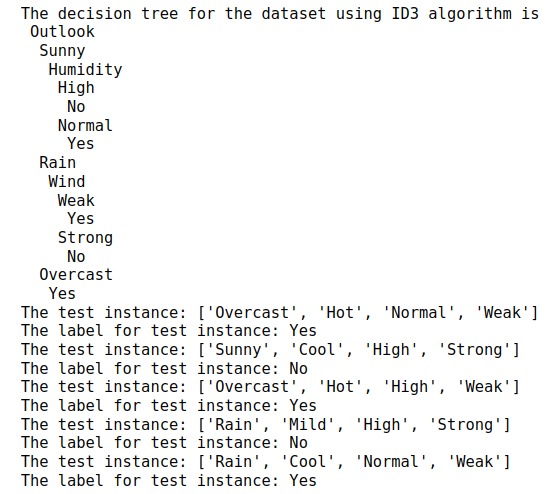 The decision tree for the dataset using ID3 algorithm is
Outlook
Sunny
Humidity
High
No
Normal
Yes
Rain
Wind
Weak
Yes
Strong
No
Overcast
Yes
The test instance: ['Overcast', 'Hot', 'Normal', 'Weak']
The label for test instance: Yes
The test instance: ['Sunny', 'Cool', 'High', 'Strong']
The label for test instance: No
The test instance: ['Overcast', 'Hot', 'High', 'Weak']
The label for test instance: Yes
The test instance: ['Rain', 'Mild', 'High', 'Strong']
The label for test instance: No
The test instance: ['Rain', 'Cool', 'Normal', 'Weak']
The label for test instance: Yes